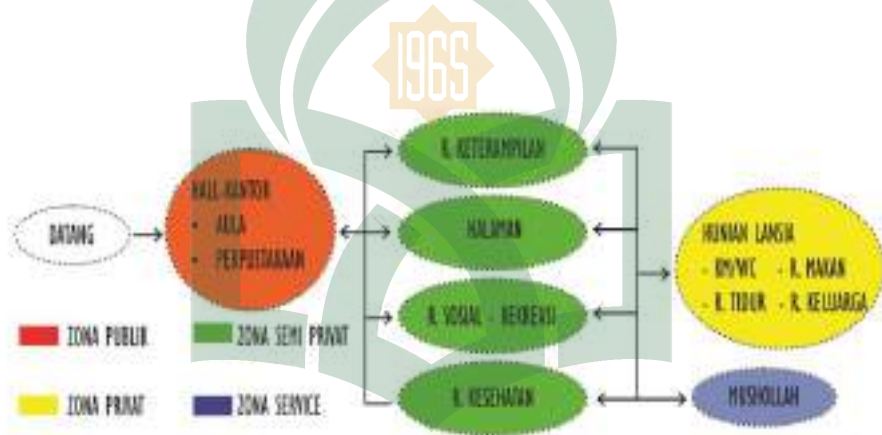 1965
R. KETERAMPILAN
HALL-KANTOR
• AULA
• PERPUSTAKAAN
DATANG
HALAMAN
HUNIAN LANSIA
- KM/WC - R. MAKAN
- R. TIDUR - R. KELUARGA
R. SOSIAL - REKREASI
R. KESEHATAN
MUSHOLLAH
ZONA PUBLIK
ZONA SEMI PRIVAT
ZONA PRIVAT
ZONA SERVICE